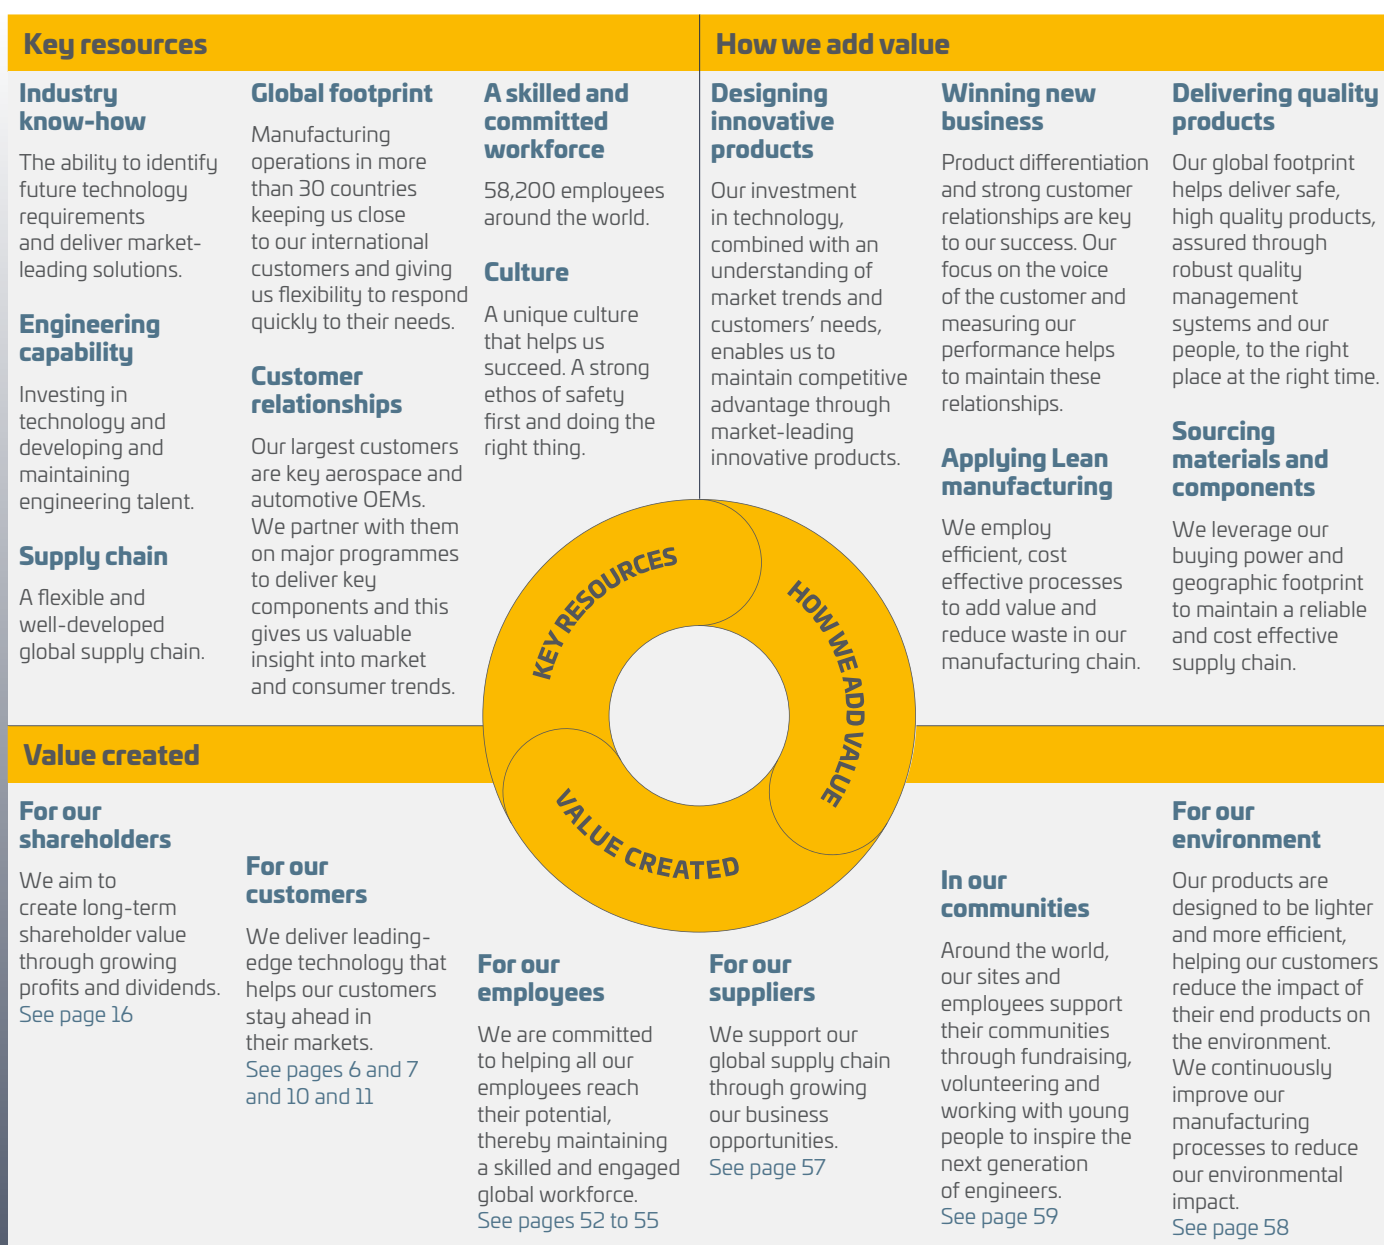 Key resources
Industry
know-how
The ability to identify
future technology
requirements
and deliver market-
leading solutions.
Engineering
capability
Investing in
technology and
developing and
maintaining
engineering talent.
Supply chain
A flexible and
well-developed
global supply chain.
Global footprint
Manufacturing
operations in more
than 30 countries
keeping us close
to our international
customers and giving
us flexibility to respond
quickly to their needs.
Customer
relationships
Our largest customers
are key aerospace and
automotive OEMs.
We partner with them
on major programmes
to deliver key
components and this
gives us valuable
insight into market
and consumer trends.
A skilled and
committed
workforce
58,200 employees
around the world.
Culture
A unique culture
that helps us
succeed. A strong
ethos of safety
first and doing the
right thing.
How we add value
Designing
innovative
products
Our investment
in technology,
combined with an
understanding of
market trends and
customers’ needs,
enables us to
maintain competitive
advantage through
market-leading
innovative products.
Winning new
business
Product differentiation
and strong customer
relationships are key
to our success. Our
focus on the voice
of the customer and
measuring our
performance helps
to maintain these
relationships.
Applying Lean
manufacturing
We employ
efficient, cost
effective processes
to add value and
reduce waste in our
manufacturing chain.
Delivering quality
products
Our global footprint
helps deliver safe,
high quality products,
assured through
robust quality
management
systems and our
people, to the right
place at the right time.
Sourcing
materials and
components
We leverage our
buying power and
geographic footprint
to maintain a reliable
and cost effective
supply chain.
KEY RESOURCES
HOW WE ADD VALUE
VALUE CREATED
Value created
For our
shareholders
We aim to
create long-term
shareholder value
through growing
profits and dividends.
See page 16
For our
customers
We deliver leading-
edge technology that
helps our customers
stay ahead in
their markets.
See pages 6 and 7
and 10 and 11
For our
employees
We are committed
to helping all our
employees reach
their potential,
thereby maintaining
a skilled and engaged
global workforce.
See pages 52 to 55
For our
suppliers
We support our
global supply chain
through growing
our business
opportunities.
See page 57
In our
communities
Around the world,
our sites and
employees support
their communities
through fundraising,
volunteering and
working with young
people to inspire the
next generation
of engineers.
See page 59
For our
environment
Our products are
designed to be lighter
and more efficient,
helping our customers
reduce the impact of
their end products on
the environment.
We continuously
improve our
manufacturing
processes to reduce
our environmental
impact.
See page 58